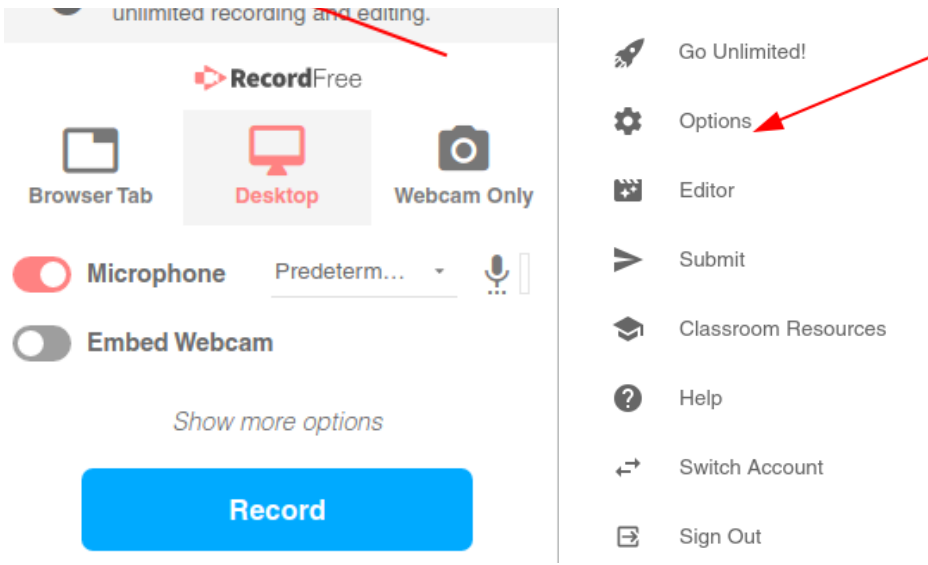 unlimited recording and editing.
RecordFree
Browser Tab
Desktop
Webcam Only
Microphone
Predeterm...
Embed Webcam
Show more options
Record
Go Unlimited!
Options
Editor
Submit
Classroom Resources
Help
Switch Account
Sign Out